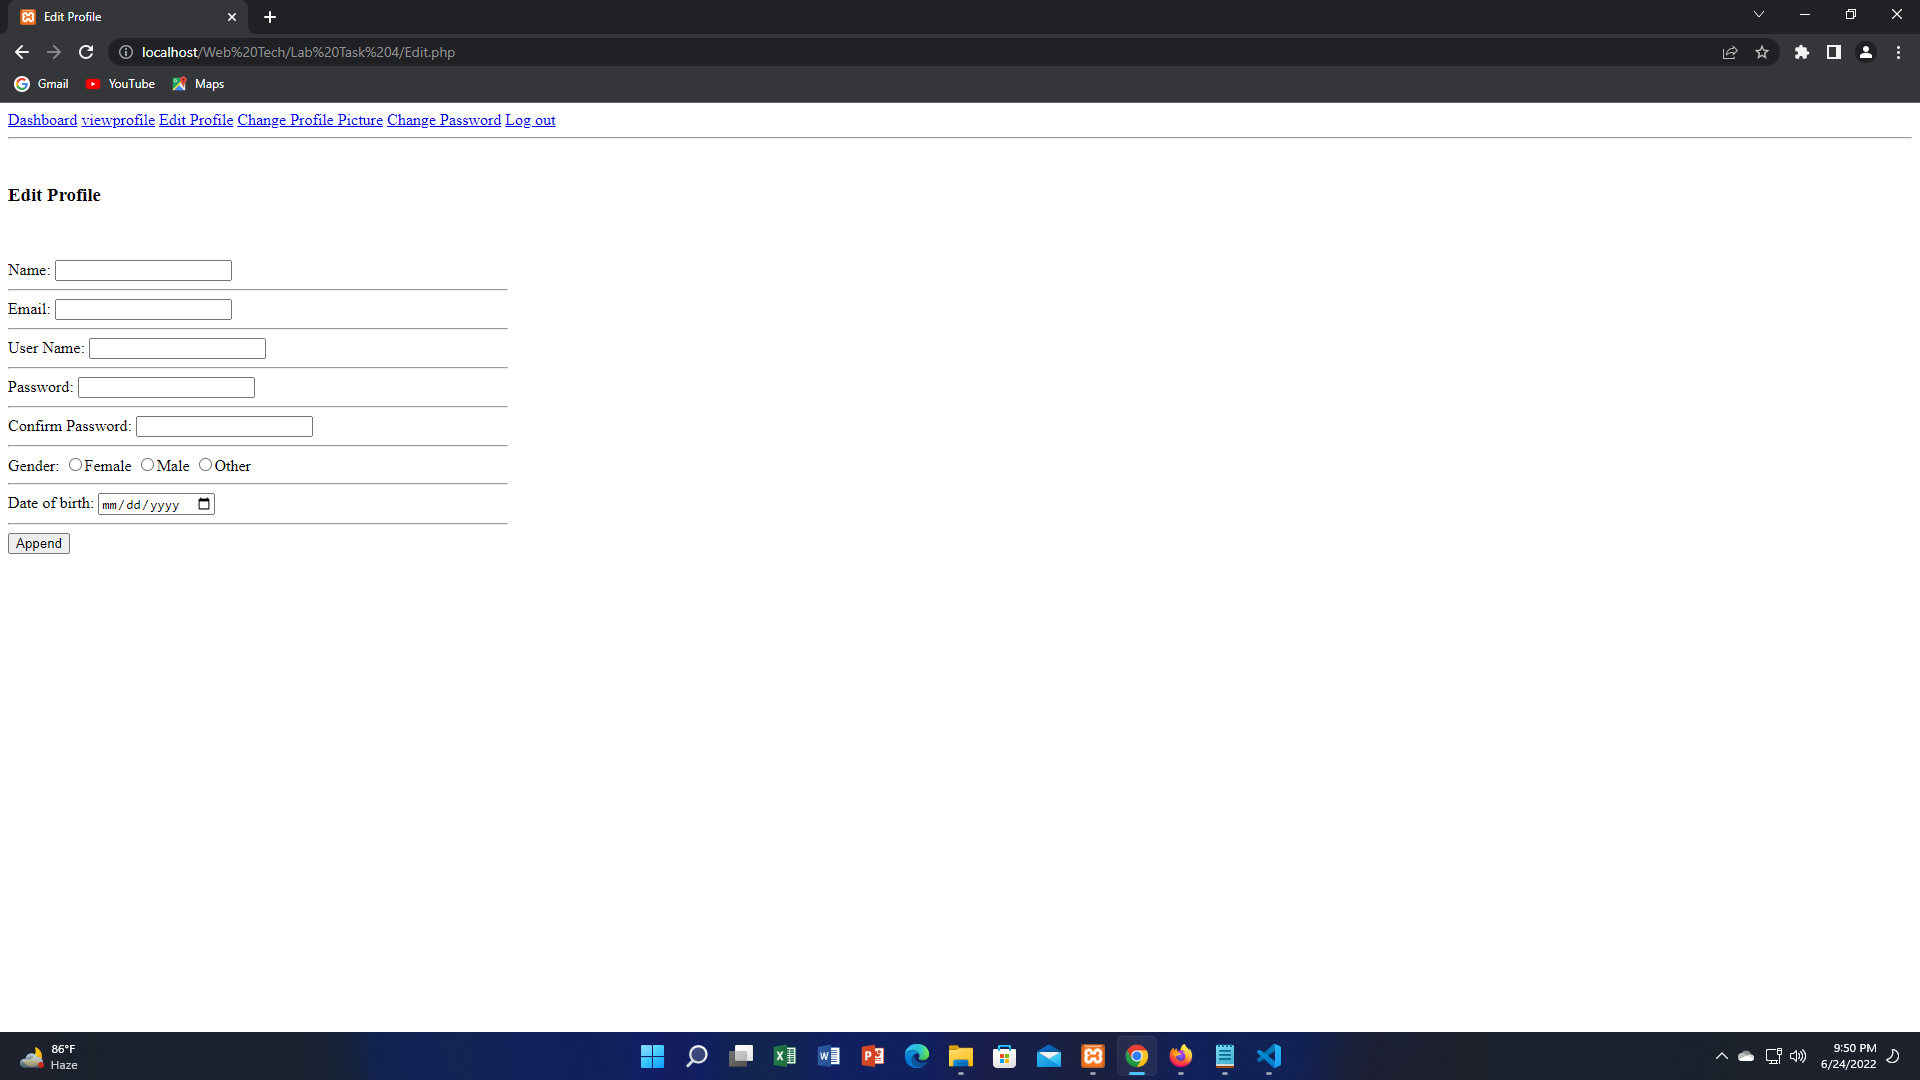 Edit Profile
localhost/Web%20Tech/Lab%20Task%204/Edit.php
Gmail YouTube Maps
Dashboard viewprofile Edit Profile Change Profile Picture Change Password Log out
Edit Profile
Name:
Email:
User Name:
Password:
Confirm Password:
Gender: Female Male Other
Date of birth: mm/dd/yyyy
Append
86°F
Haze
9:50 PM
6/24/2022